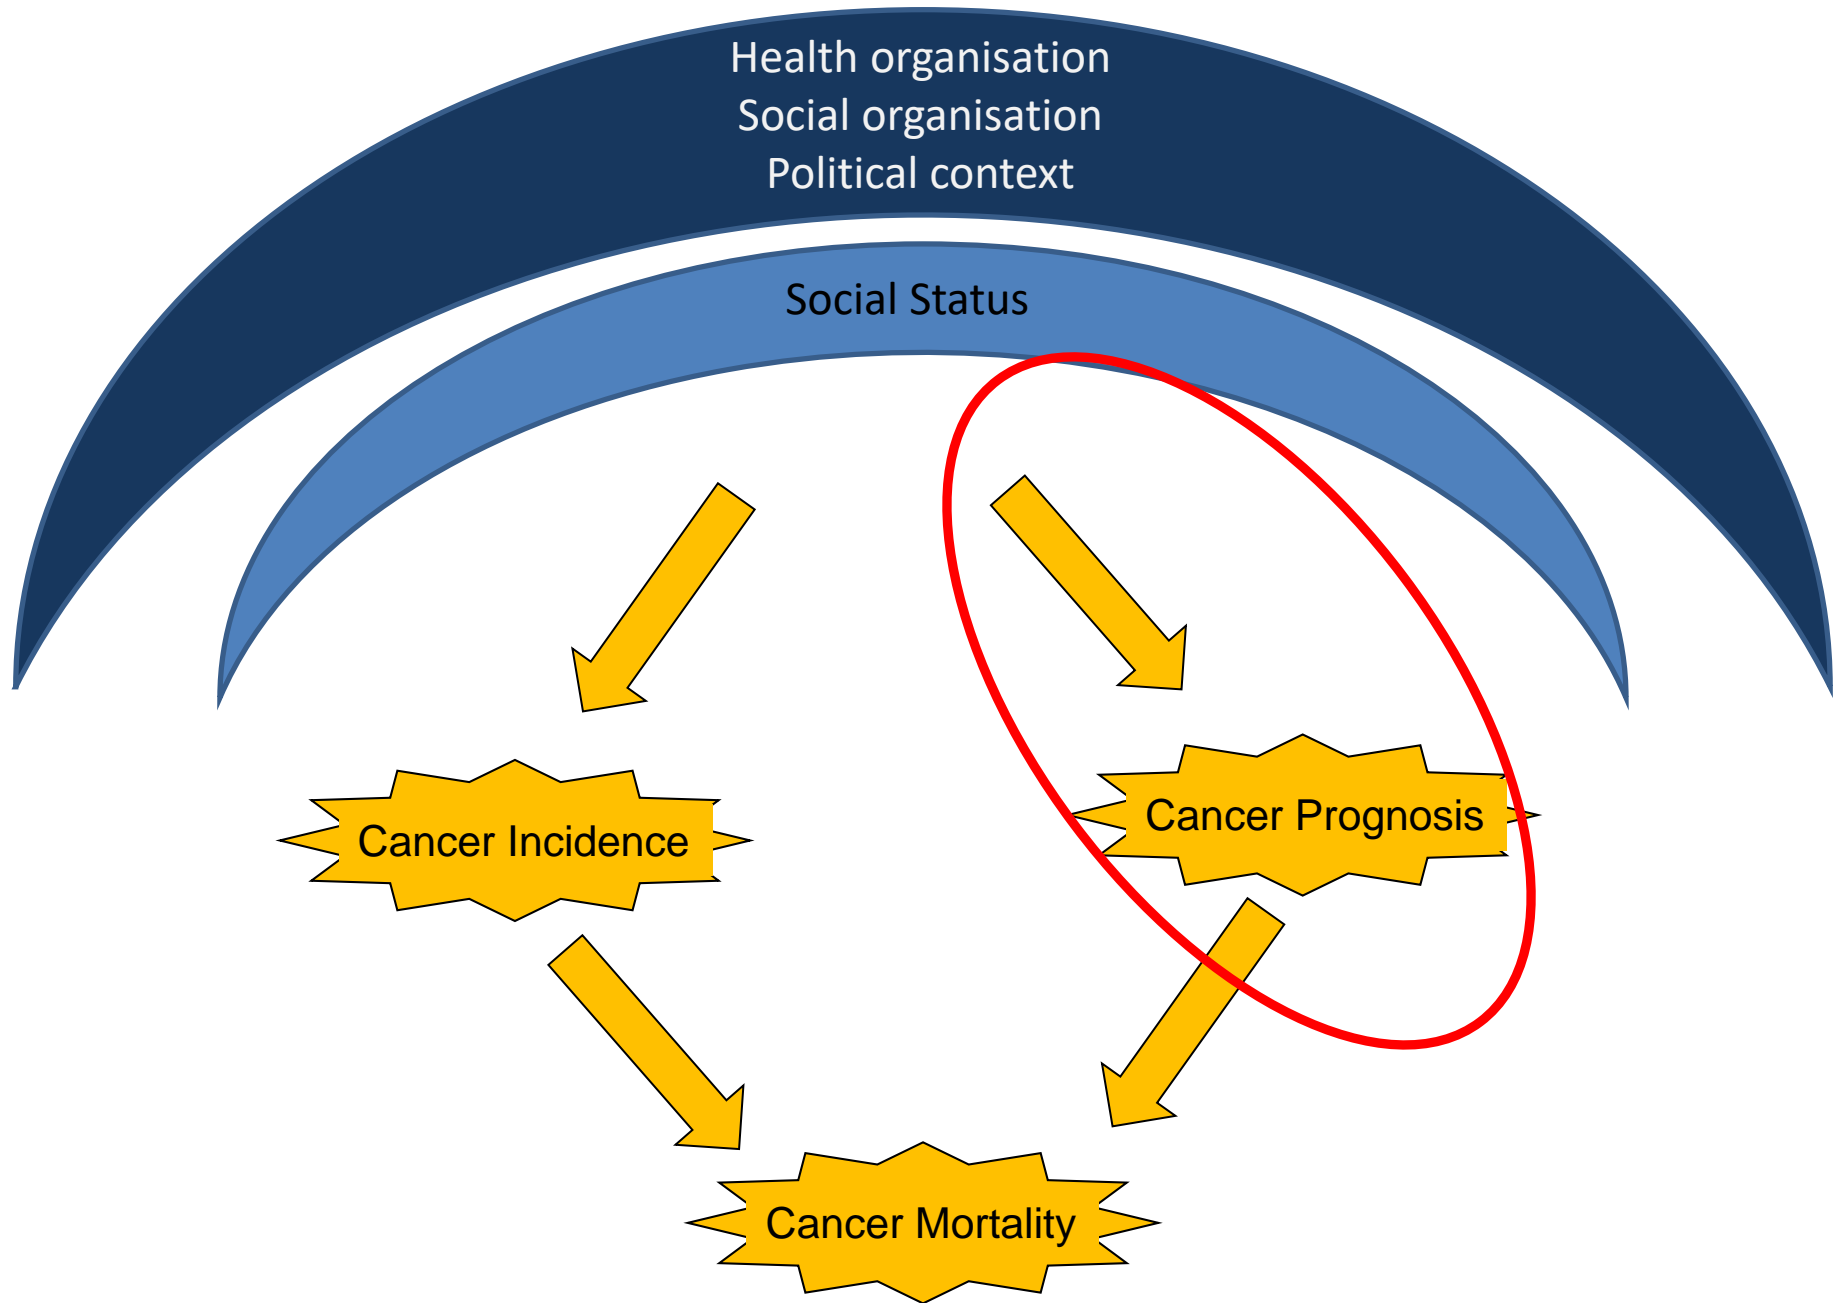 Health organisation
Social organisation
Political context
Social Status
Cancer Incidence
Cancer Prognosis
Cancer Mortality